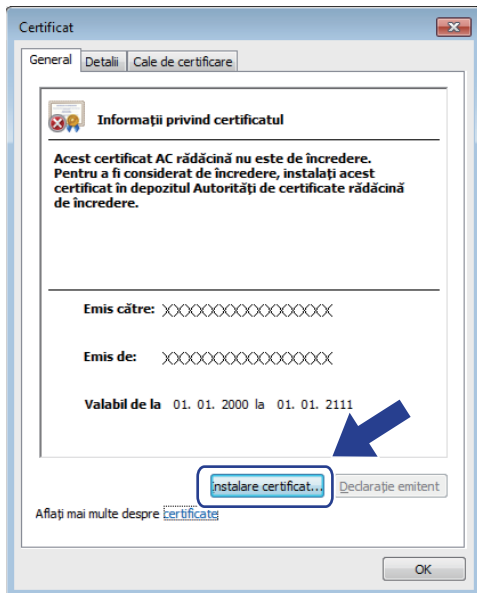 Certificat
General Detalii Cale de certificare
Informații privind certificatul
Acest certificat AC rădăcină nu este de încredere.
Pentru a fi considerat de încredere, instalați acest
certificat în depozitul Autorități de certificate rădăcină
de încredere.
Emis către: XXXXXXXXXXXXXXXXX
Emis de: XXXXXXXXXXXXXXXXX
Valabil de la 01. 01. 2000 la 01. 01. 2111
Instalare certificat... Declarație emitent
Aflați mai multe despre certificate
OK